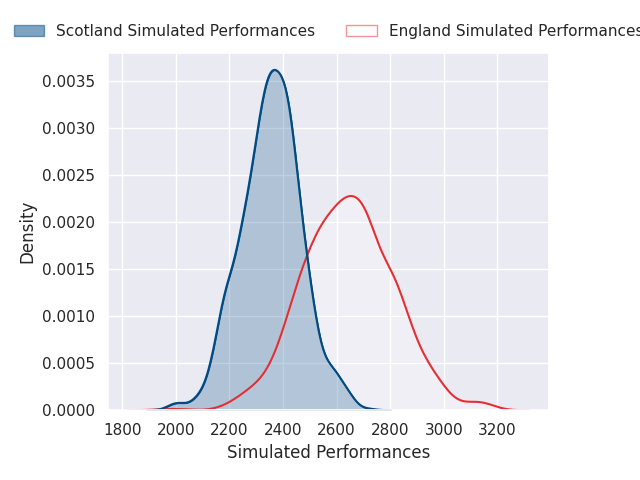 Scotland Simulated Performances England Simulated Performances
0.0035
0.0030
0.0025
0.0020
0.0015
0.0010
0.0005
0.0000
Density
1800 2000 2200 2400 2600 2800 3000 3200
Simulated Performances